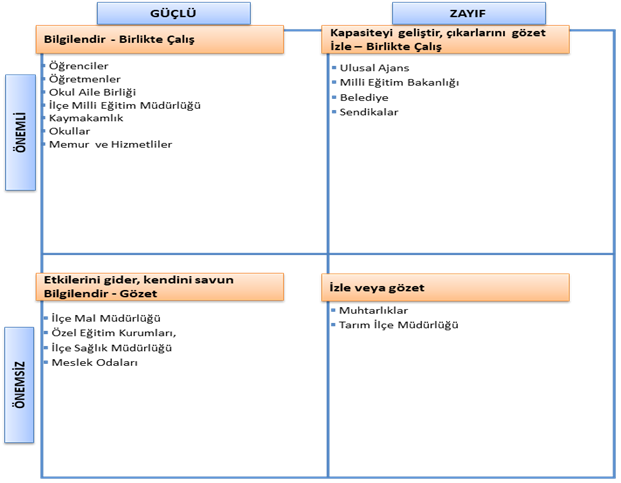 GÜÇLÜ
ZAYIF
ÖNEMLİ
Bilgilendir - Birlikte Çalış
Öğrenciler
Öğretmenler
Okul Aile Birliği
İlçe Milli Eğitim Müdürlüğü
Kaymakamlık
Okullar
Memur ve Hizmetliler
Kapasiteyi geliştir, çıkarlarını gözet
İzle – Birlikte Çalış
Ulusal Ajans
Milli Eğitim Bakanlığı
Belediye
Sendikalar
ÖNEMSİZ
Etkilerini gider, kendini savun
Bilgilendir - Gözet
İlçe Mal Müdürlüğü
Özel Eğitim Kurumları,
İlçe Sağlık Müdürlüğü
Meslek Odaları
İzle veya gözet
Muhtarlıklar
Tarım İlçe Müdürlüğü